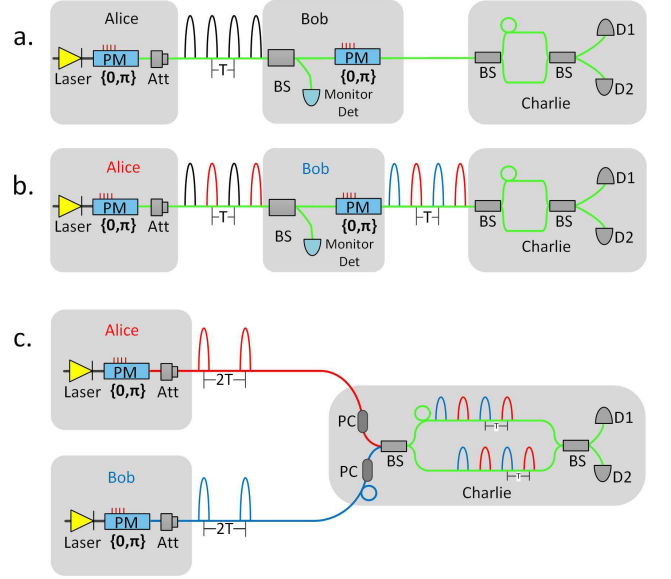 a.
Alice
Laser
PM
{0,π}
Att
T
Bob
BS
Monitor
Det
PM
{0,π}
BS
BS
D1
D2
Charlie
b.
Alice
Laser
PM
{0,π}
Att
T
Bob
BS
Monitor
Det
PM
{0,π}
T
BS
BS
D1
D2
Charlie
c.
Alice
Laser
PM
{0,π}
Att
2T
Bob
Laser
PM
{0,π}
Att
2T
PC
PC
BS
T
T
BS
D1
D2
Charlie